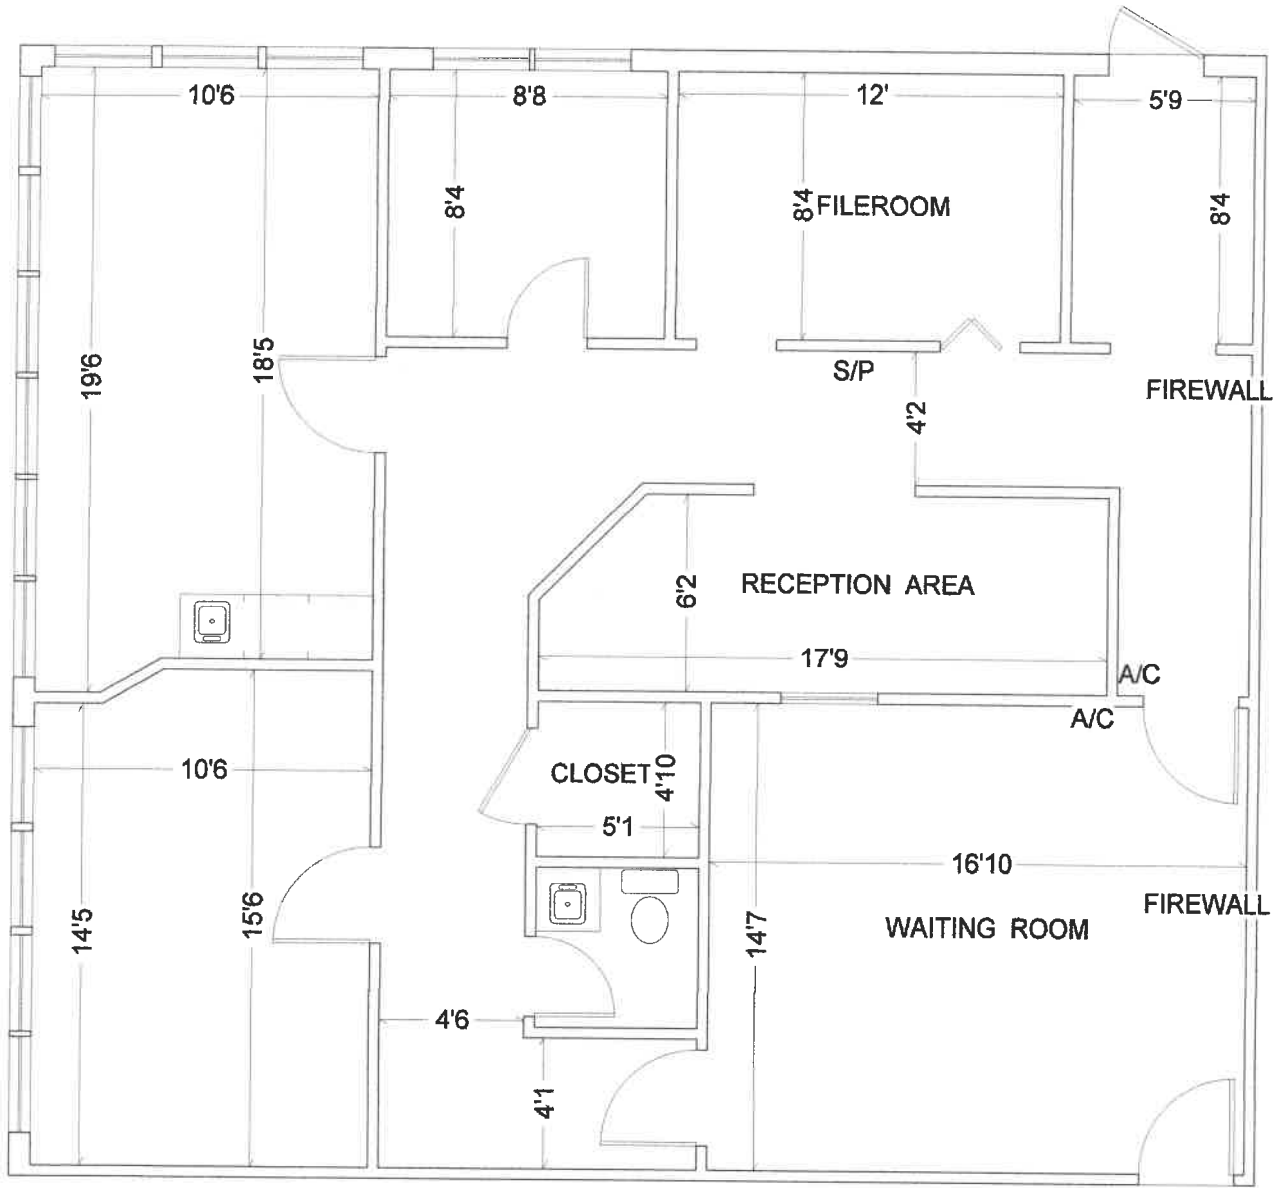 10'6
8'8
12'
5'9
8'4
8'4
FILEROOM
8'4
19'6
18'5
S/P
4'2
FIREWALL
6'2
RECEPTION AREA
17'9
A/C
A/C
10'6
CLOSET
4'10
5'1
16'10
14'5
15'6
14'7
WAITING ROOM
FIREWALL
4'6
4'1